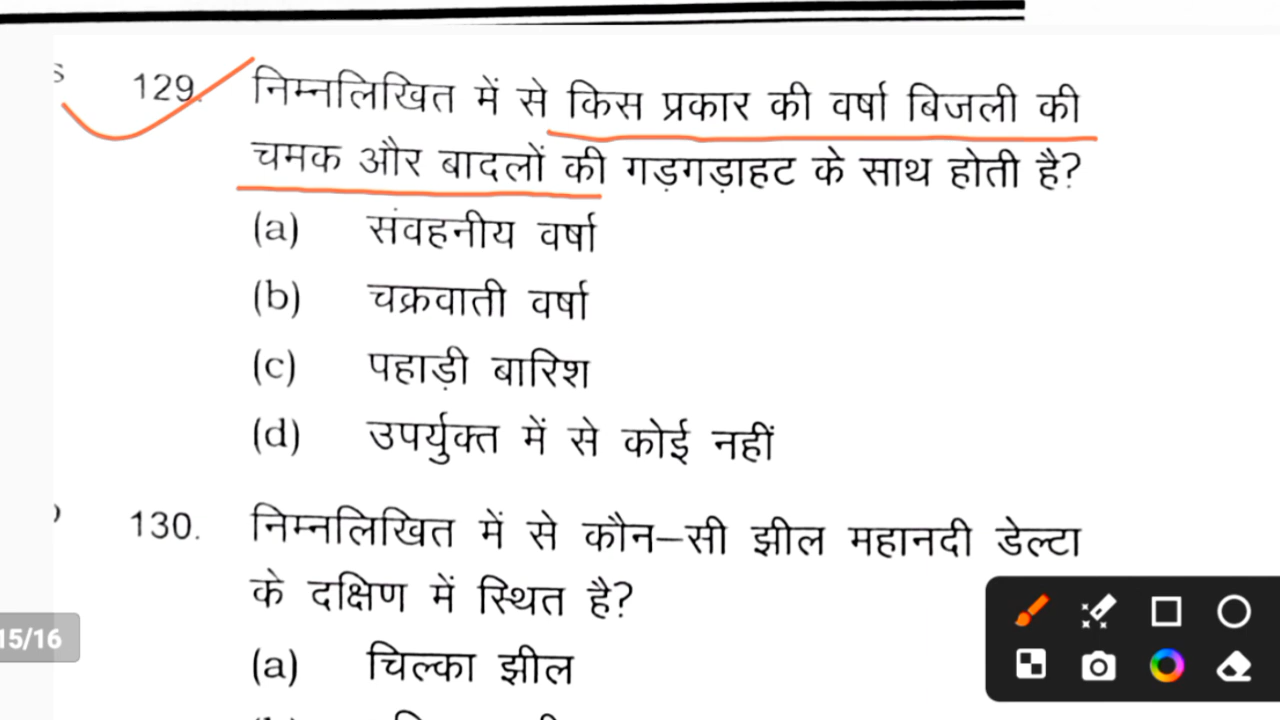 129. निम्नलिखित में से किस प्रकार की वर्षा बिजली की
चमक और बादलों की गड़गड़ाहट के साथ होती है?
(a) संवहनीय वर्षा
(b) चक्रवाती वर्षा
(c) पहाड़ी बारिश
(d) उपर्युक्त में से कोई नहीं
130. निम्नलिखित में से कौन–सी झील महानदी डेल्टा
के दक्षिण में स्थित है?
15/16
(a) चिल्का झील